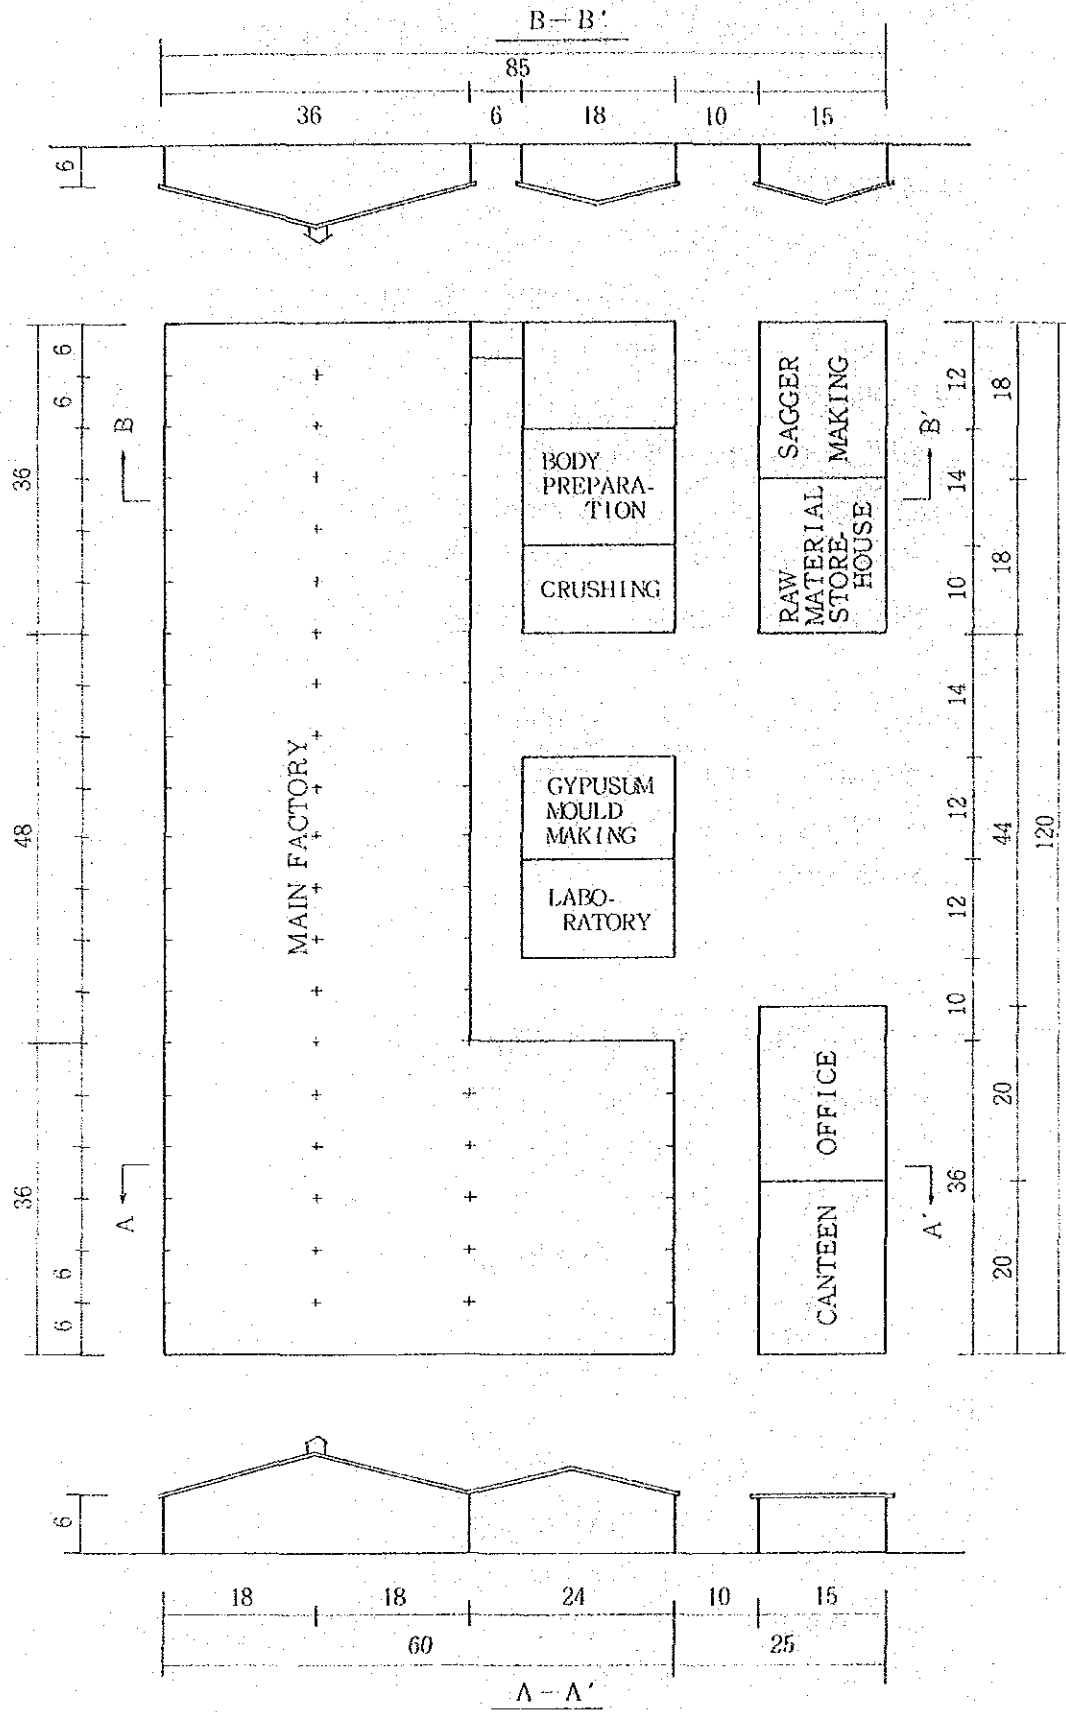 B－B′
85
36 6 18 10 15
6
6
6
36
48
36
6
6
B
A
MAIN FACTORY
BODY
PREPARA-
TION
CRUSHING
GYPUSUM
MOULD
MAKING
LABO-
RATORY
SAGGER
MAKING
RAW
MATERIAL
STORE-
HOUSE
OFFICE
CANTEEN
B′
A′
12
14
10
14
12
12
10
36
18
18
44
20
20
120
6
18 18 24 10 15
60 25
A－A′